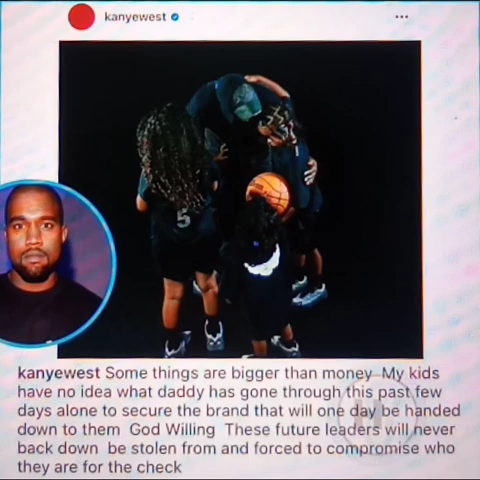 kanyewest
5
kanyewest Some things are bigger than money My kids
have no idea what daddy has gone through this past few
days alone to secure the brand that will one day be handed
down to them God Willing These future leaders will never
back down be stolen from and forced to compromise who
they are for the check